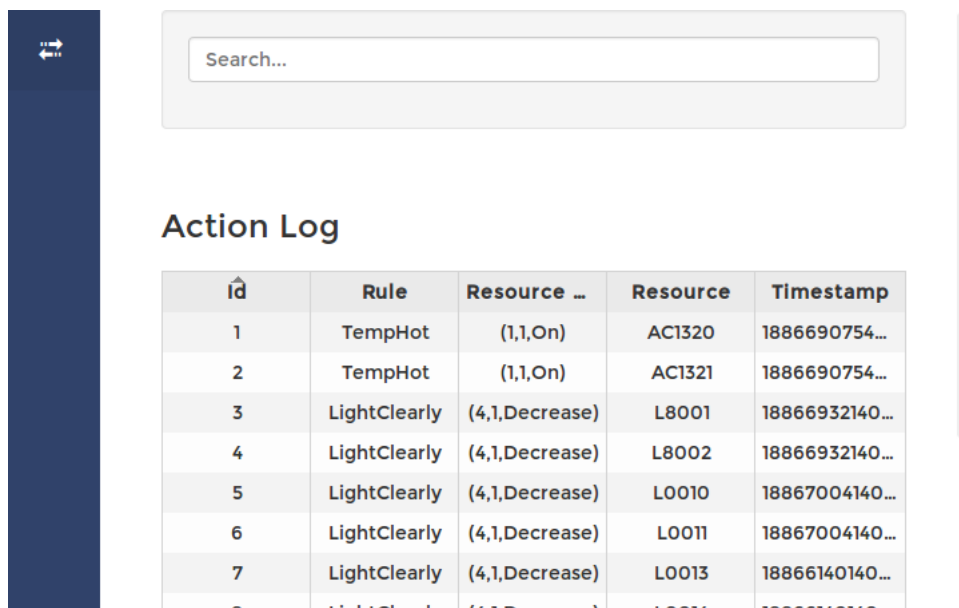 Search...
Action Log
Id Rule Resource ... Resource Timestamp
1 TempHot (1,1,On) AC1320 1886690754...
2 TempHot (1,1,On) AC1321 1886690754...
3 LightClearly (4,1,Decrease) L8001 18866932140...
4 LightClearly (4,1,Decrease) L8002 18866932140...
5 LightClearly (4,1,Decrease) L0010 18867004140...
6 LightClearly (4,1,Decrease) L0011 18867004140...
7 LightClearly (4,1,Decrease) L0013 18866140140...